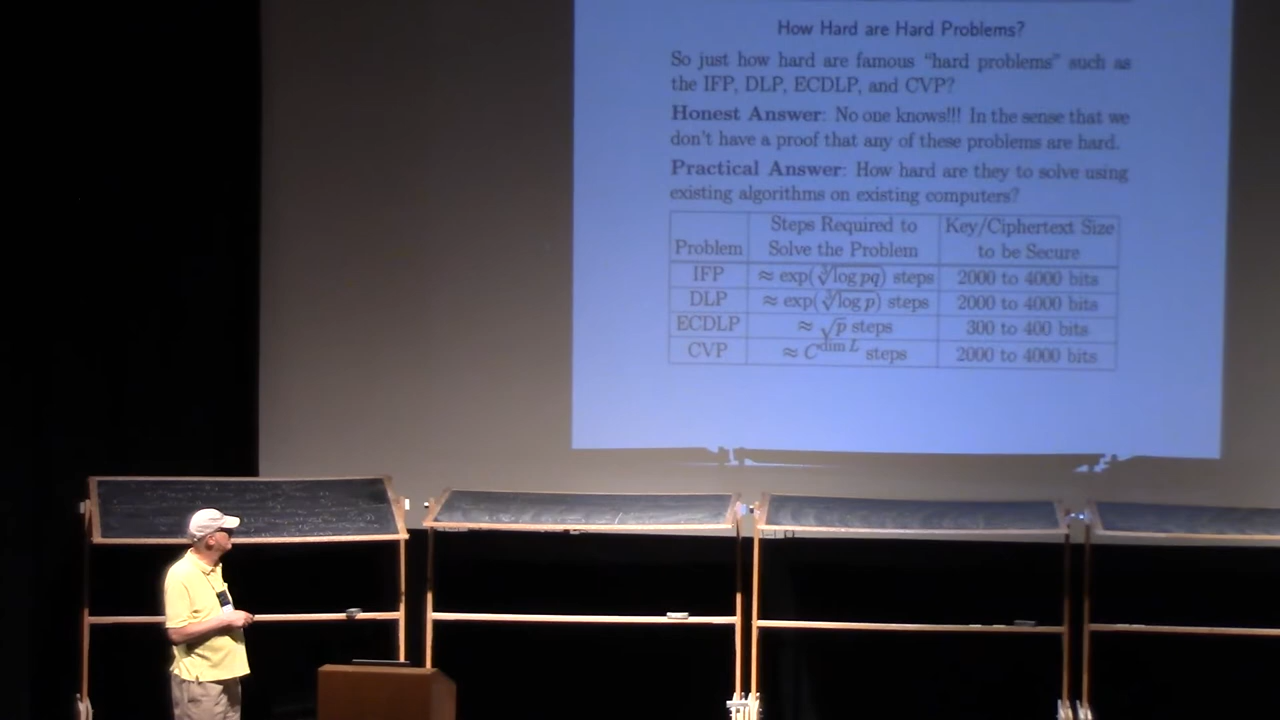 How Hard are Hard Problems?
So just how hard are famous “hard problems” such as
the IFP, DLP, ECDLP, and CVP?
Honest Answer: No one knows!!! In the sense that we
don't have a proof that any of these problems are hard.
Practical Answer: How hard are they to solve using
existing algorithms on existing computers?
Problem Steps Required to Solve the Problem Key/Ciphertext Size to be Secure
IFP ≈ exp(∛log pq) steps 2000 to 4000 bits
DLP ≈ exp(∛log p) steps 2000 to 4000 bits
ECDLP ≈ √p steps 300 to 400 bits
CVP ≈ C^dim L steps 2000 to 4000 bits